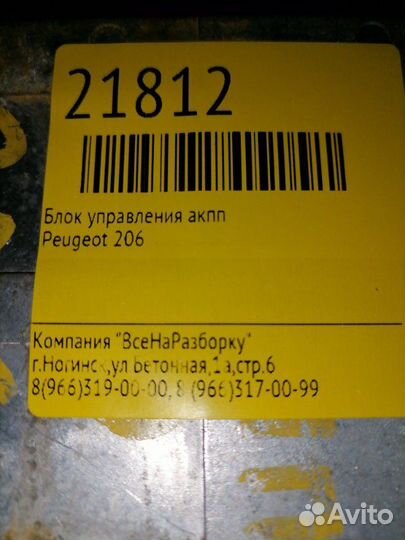 21812
Блок управления акпп
Peugeot 206
Компания "ВсеНаРазборку"
г.Ногинск,ул Бетонная,1а,стр.6
8(966)319-00-00, 8 (966)317-00-99
Avito